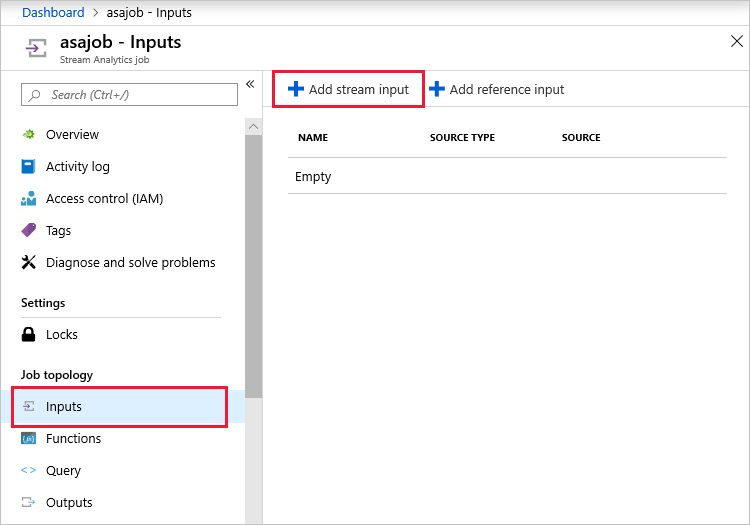 Dashboard > asajob - Inputs
asajob - Inputs
Stream Analytics job
Search (Ctrl+/)
Overview
Activity log
Access control (IAM)
Tags
Diagnose and solve problems
Settings
Locks
Job topology
Inputs
Functions
Query
Outputs
Add stream input
Add reference input
NAME SOURCE TYPE SOURCE
Empty